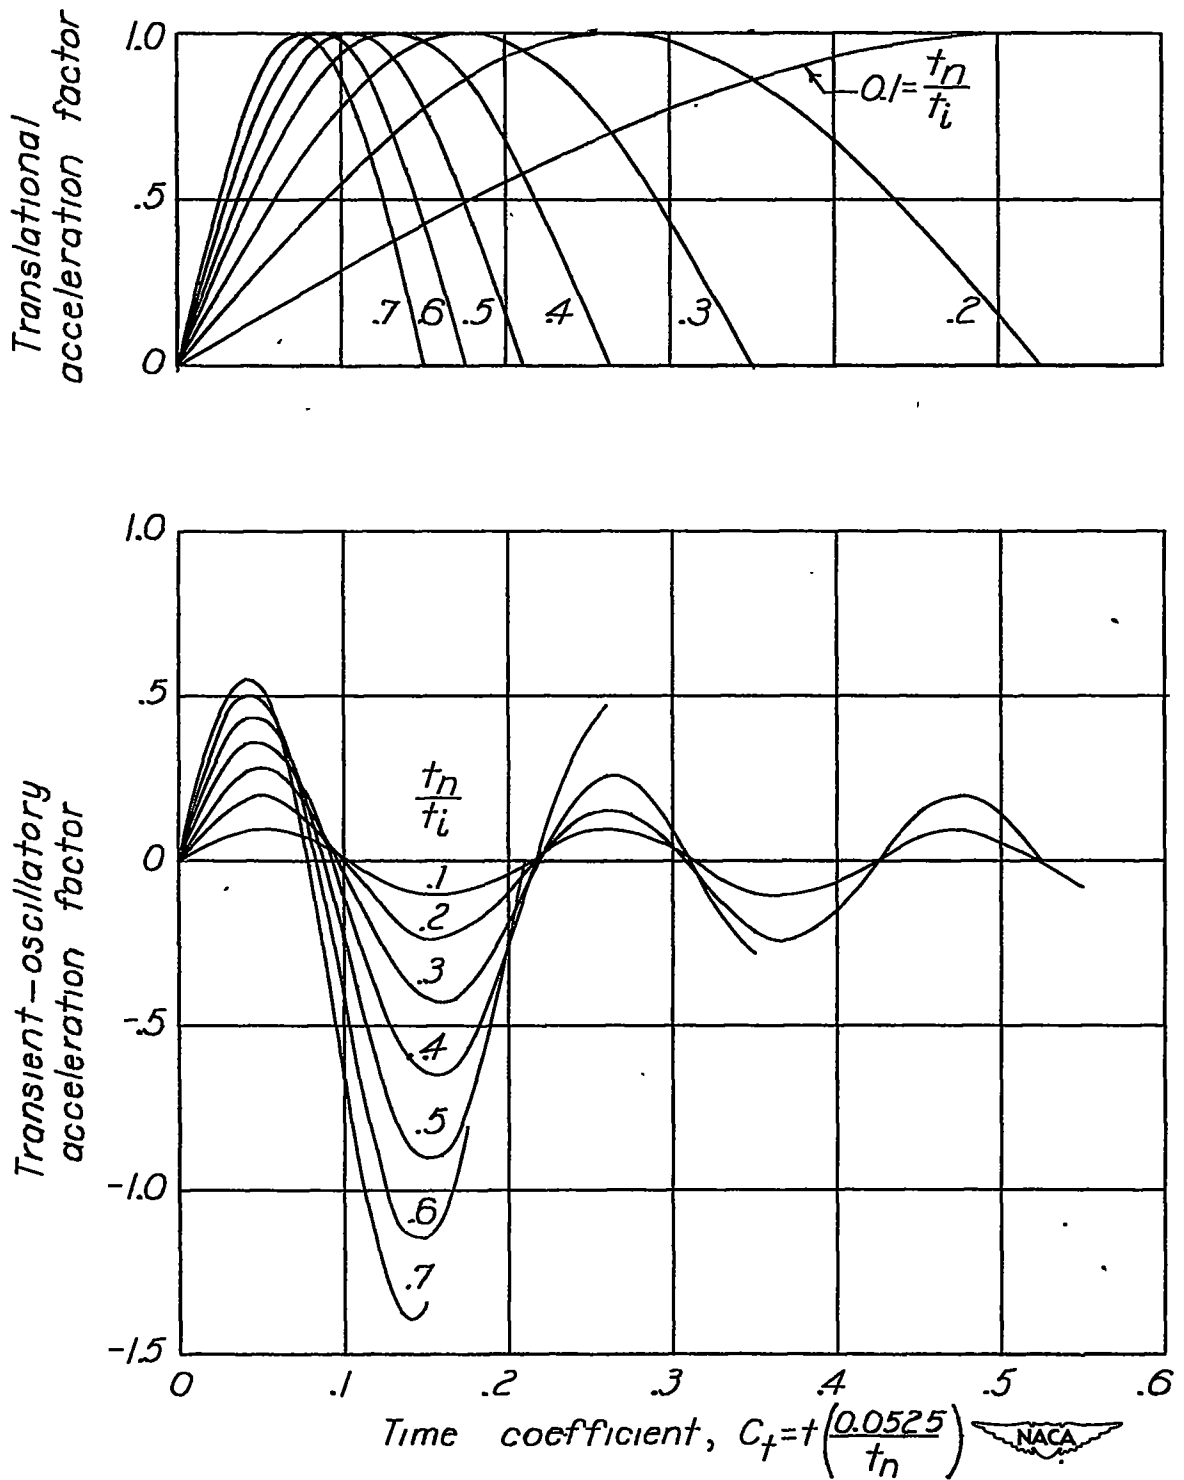 Translational
acceleration factor
1.0
.5
0
0.1 = tn/ti
.7 .6 .5 .4 .3 .2
Transient-oscillatory
acceleration factor
1.0
.5
0
-.5
-1.0
-1.5
tn/ti
.1
.2
.3
.4
.5
.6
.7
0 .1 .2 .3 .4 .5 .6
Time coefficient, Ct = t(0.0525/tn)
NACA